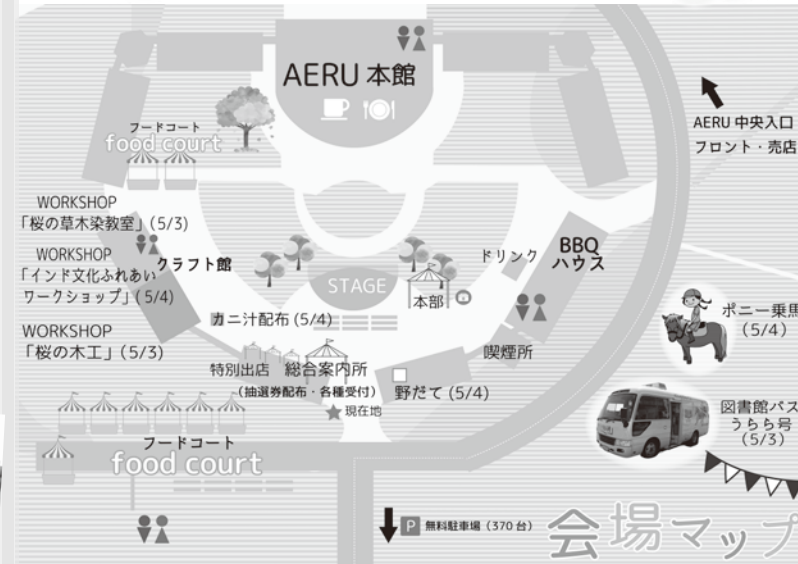 AERU 本館
AERU 中央入口
フロント・売店
フードコート
food court
WORKSHOP
「桜の草木染教室」(5/3)
WORKSHOP
「インド文化ふれあい
ワークショップ」(5/4)
クラフト館
WORKSHOP
「桜の木工」(5/3)
STAGE
本部
ドリンク
BBQ
ハウス
カニ汁配布 (5/4)
喫煙所
ポニー乗馬
(5/4)
特別出店
総合案内所
(抽選券配布・各種受付)
野だて (5/4)
現在地
図書館バス
うらら号
(5/3)
フードコート
food court
P 無料駐車場（370 台）
会場マップ